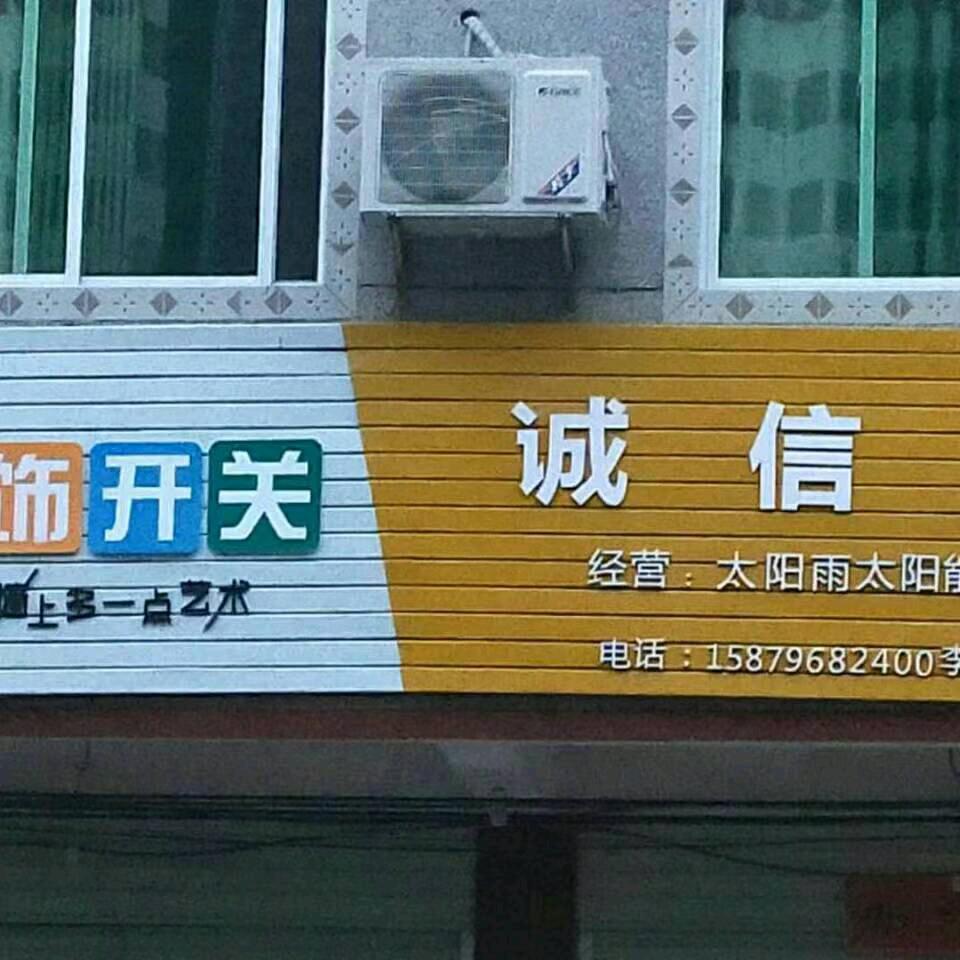 GREE
饰开关
墙上多一点艺术
诚信
经营：太阳雨太阳能
电话：15879682400李